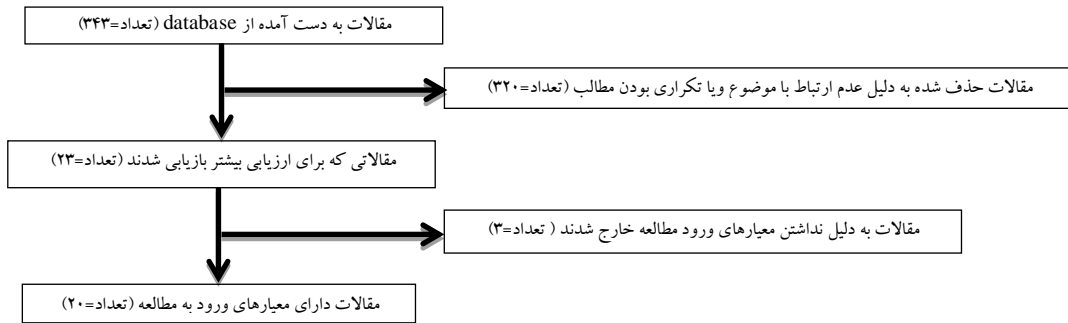 مقالات به دست آمده از database (تعداد=۳۴۳)
مقالات حذف شده به دلیل عدم ارتباط با موضوع ویا تکراری بودن مطالب (تعداد=۳۲۰)
مقالاتی که برای ارزیابی بیشتر بازیابی شدند (تعداد=۲۳)
مقالات به دلیل نداشتن معیارهای ورود مطالعه خارج شدند ( تعداد=۳)
مقالات دارای معیارهای ورود به مطالعه (تعداد=۲۰)